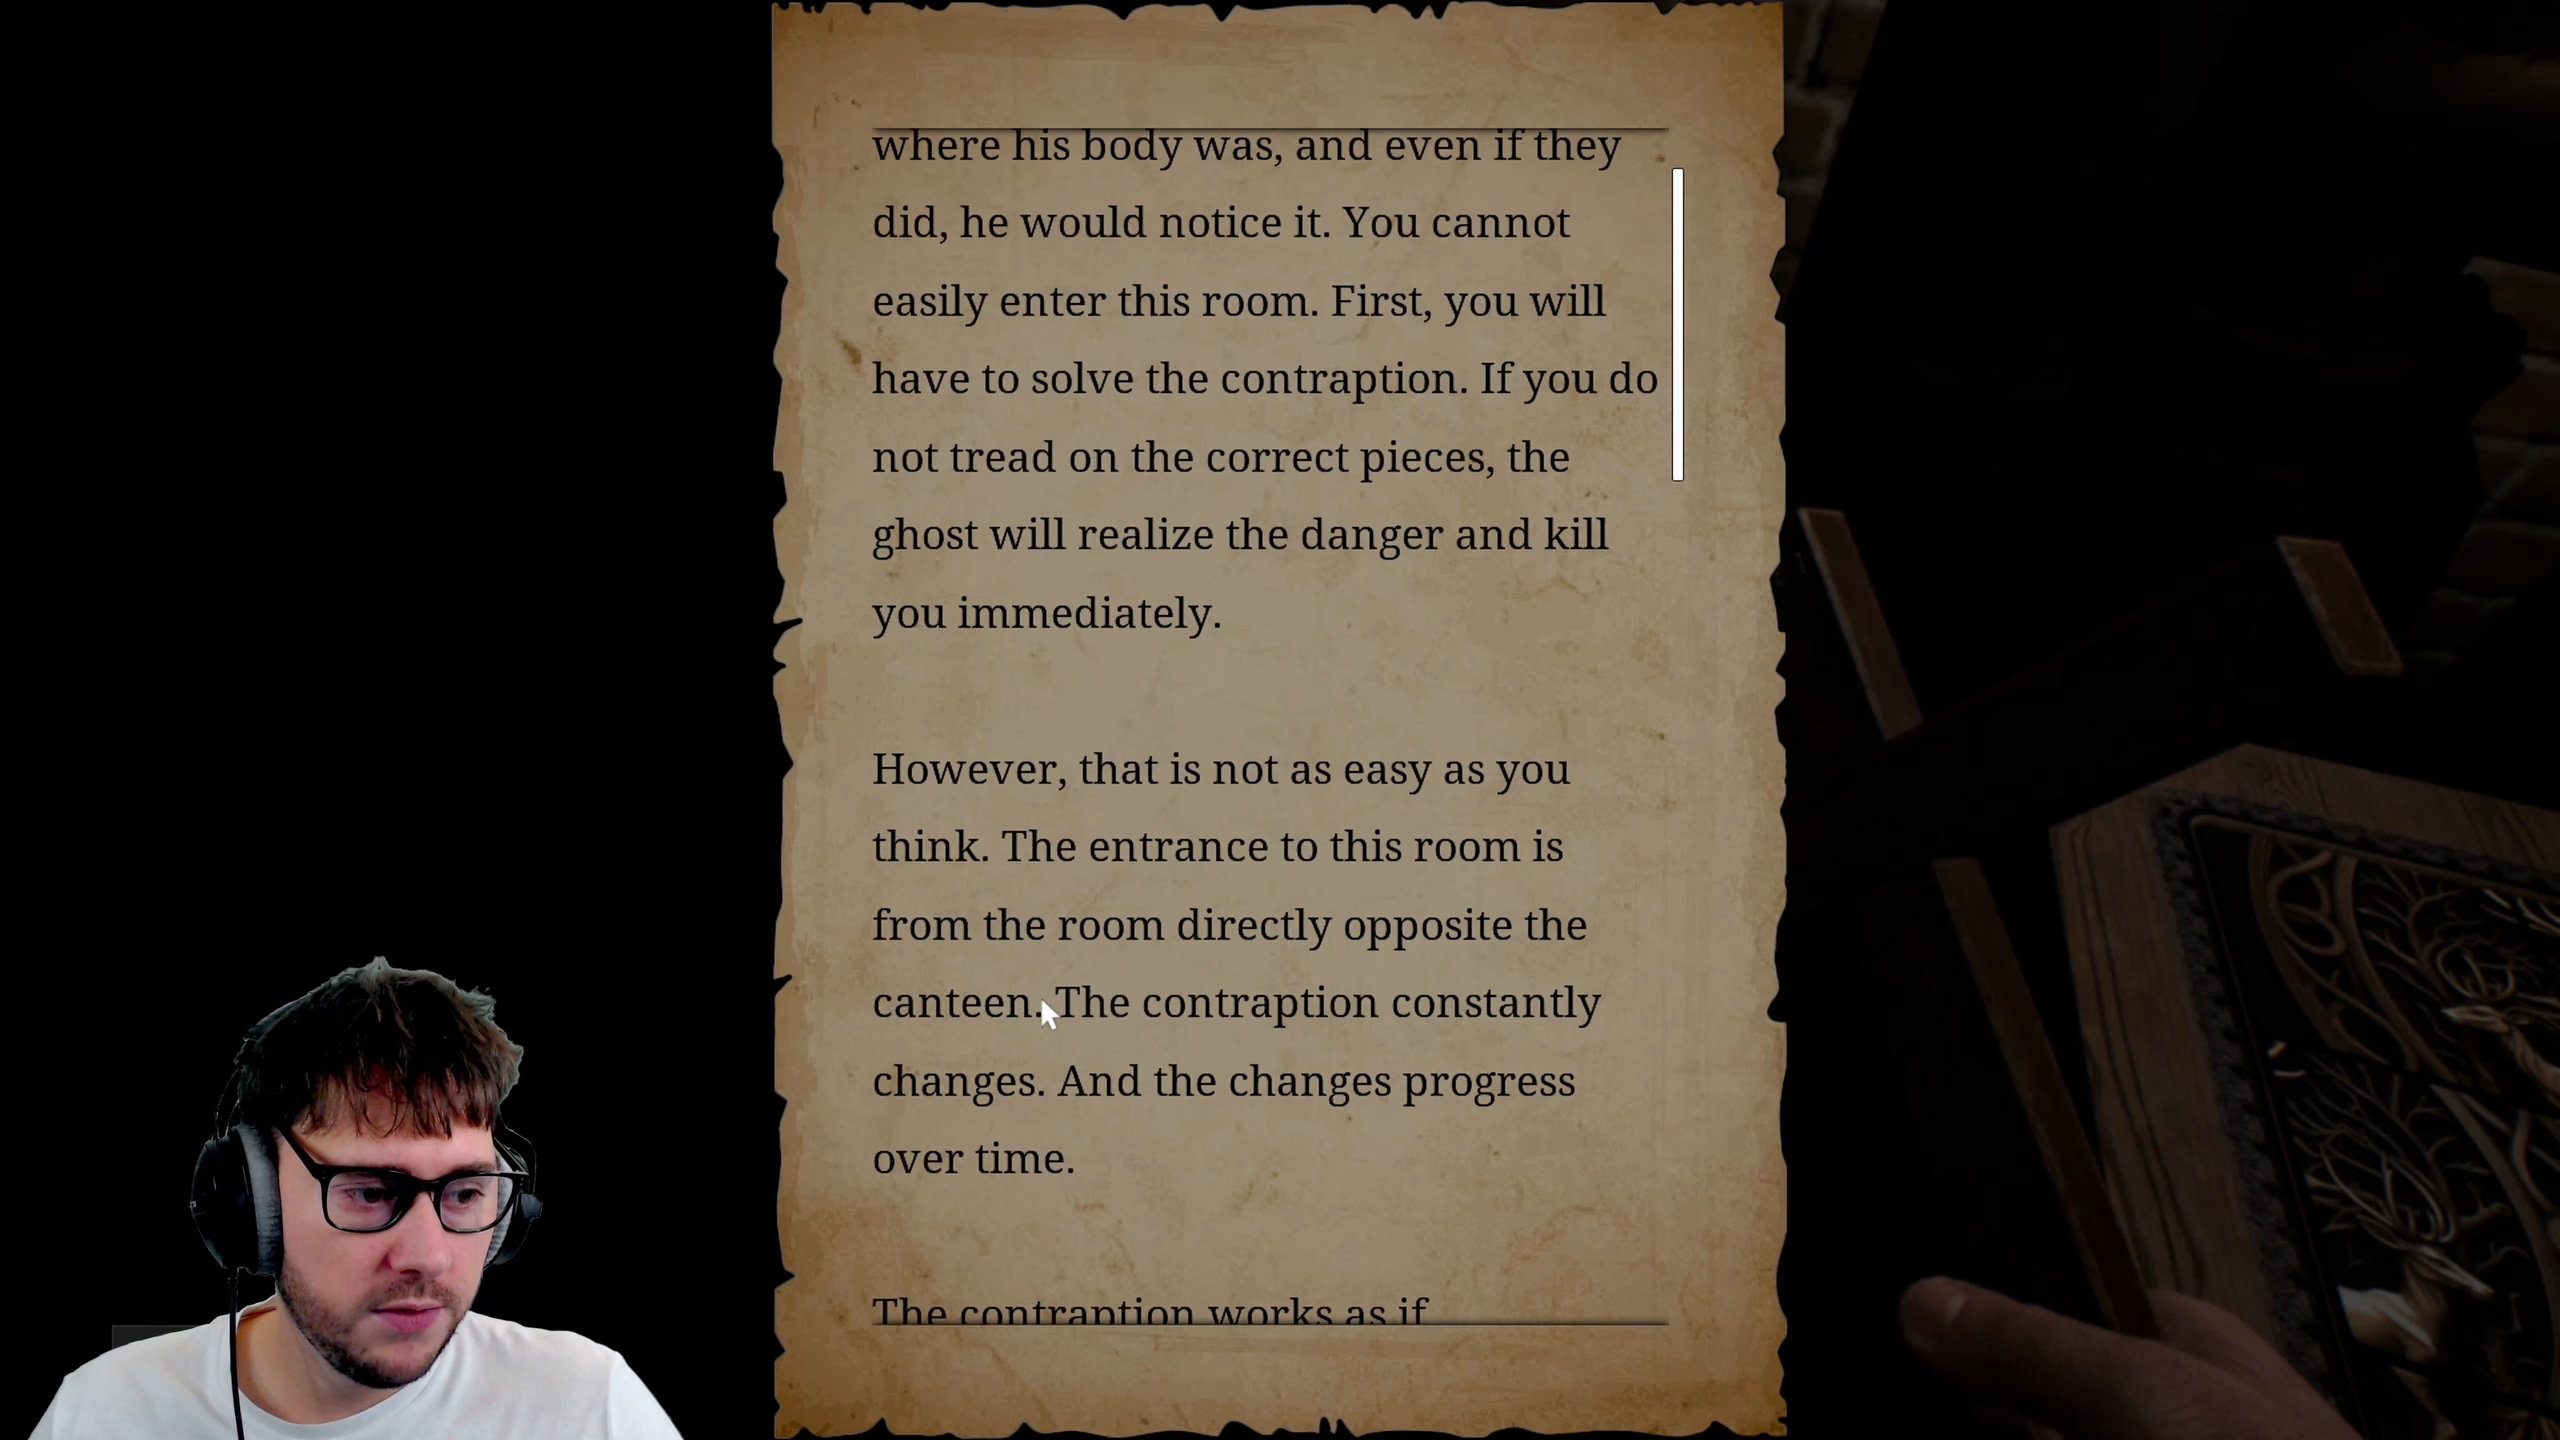 where his body was, and even if they
did, he would notice it. You cannot
easily enter this room. First, you will
have to solve the contraption. If you do
not tread on the correct pieces, the
ghost will realize the danger and kill
you immediately.
However, that is not as easy as you
think. The entrance to this room is
from the room directly opposite the
canteen. The contraption constantly
changes. And the changes progress
over time.
The contraption works as if